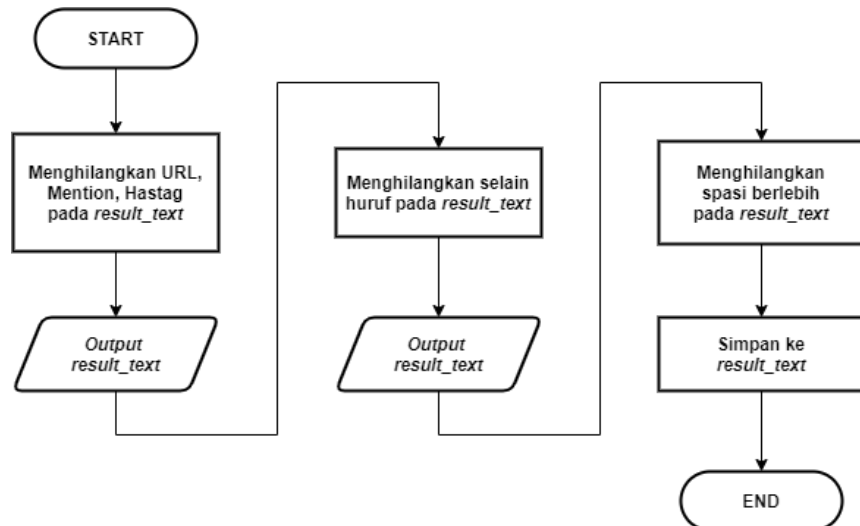 START
Menghilangkan URL,
Mention, Hastag
pada result_text
Output
result_text
Menghilangkan selain
huruf pada result_text
Output
result_text
Menghilangkan
spasi berlebih
pada result_text
Simpan ke
result_text
END